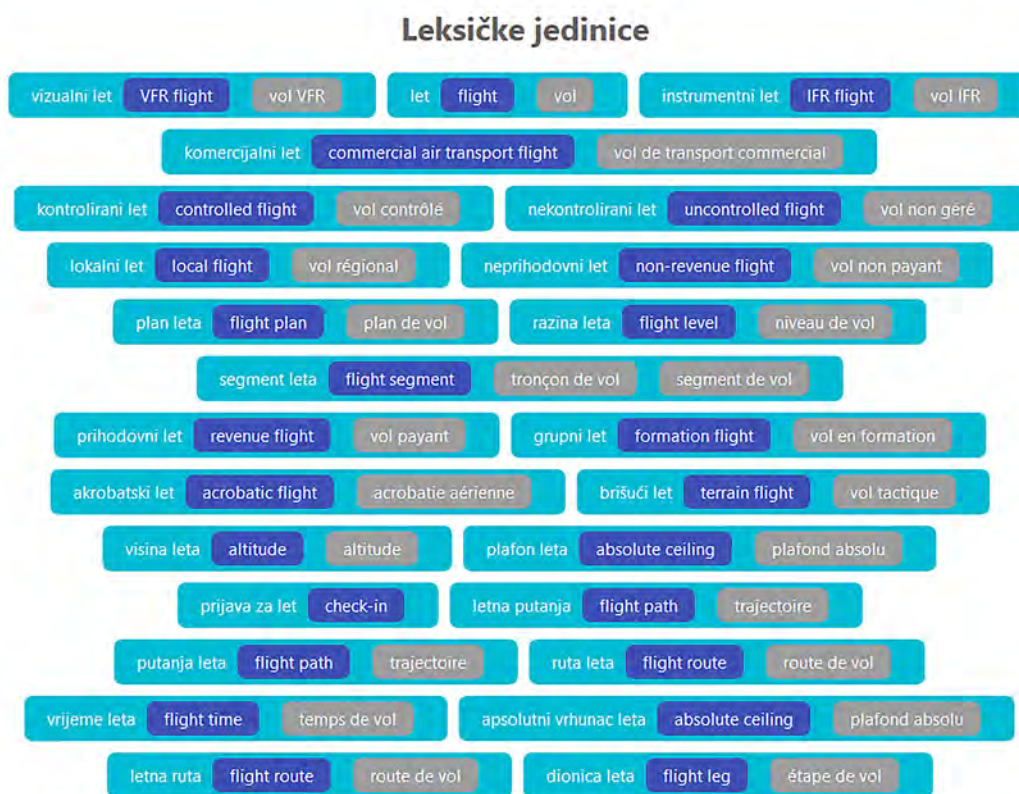 Leksičke jedinice
vizualni let VFR flight vol VFR let flight vol instrumentni let IFR flight vol IFR
komercijalni let commercial air transport flight vol de transport commercial
kontrolirani let controlled flight vol contrôlé nekontrolirani let uncontrolled flight vol non géré
lokalni let local flight vol régional neprihodovni let non-revenue flight vol non payant
plan leta flight plan plan de vol razina leta flight level niveau de vol
segment leta flight segment tronçon de vol segment de vol
prihodovni let revenue flight vol payant grupni let formation flight vol en formation
akrobatski let acrobatic flight acrobatie aérienne brišući let terrain flight vol tactique
visina leta altitude altitude plafon leta absolute ceiling plafond absolu
prijava za let check-in letna putanja flight path trajectoire
putanja leta flight path trajectoire ruta leta flight route route de vol
vrijeme leta flight time temps de vol apsolutni vrhunac leta absolute ceiling plafond absolu
letna ruta flight route route de vol dionica leta flight leg étape de vol